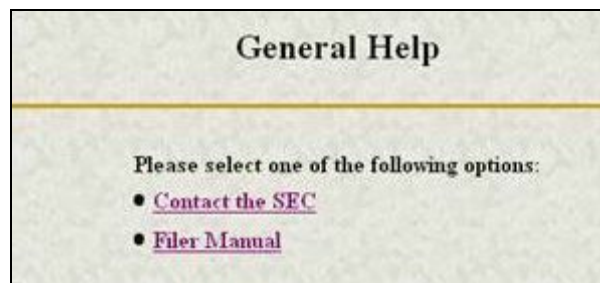 General Help
Please select one of the following options:
• Contact the SEC
• Filer Manual